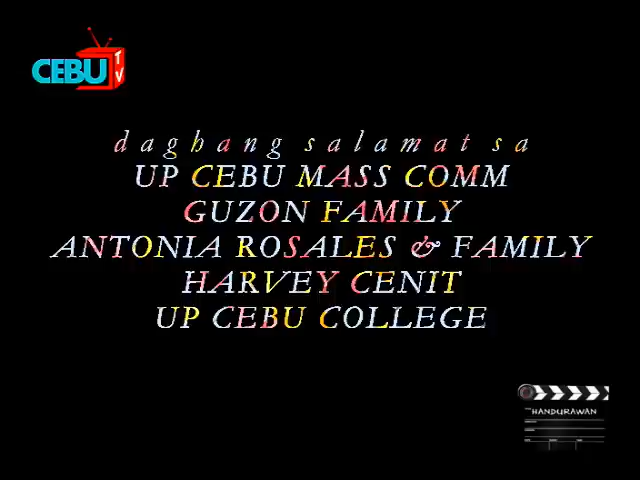 CEBU TV
daghang salamat sa
UP CEBU MASS COMM
GUZON FAMILY
ANTONIA ROSALES & FAMILY
HARVEY CENIT
UP CEBU COLLEGE
HANDURAWAN